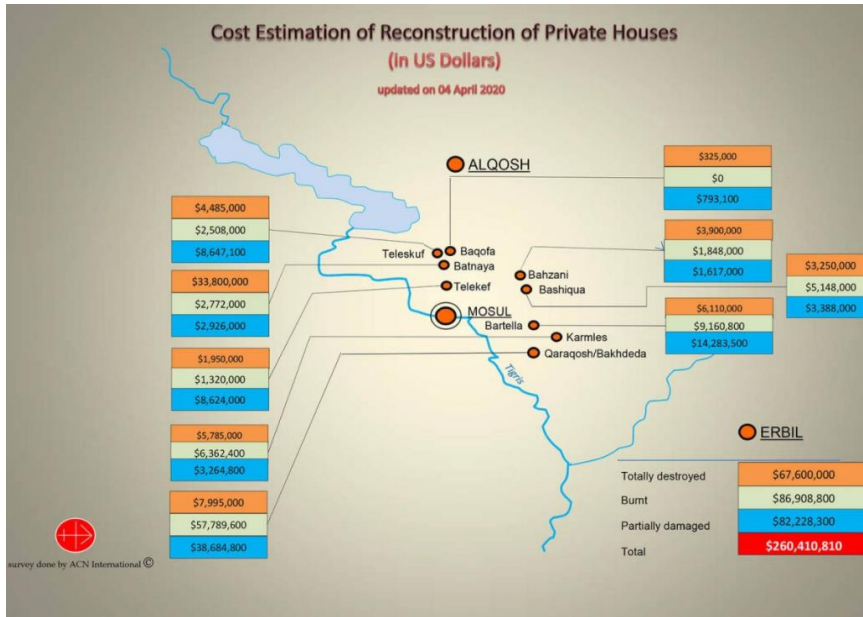 Cost Estimation of Reconstruction of Private Houses
(in US Dollars)
updated on 04 April 2020
ALQOSH
$325,000
$0
$793,100
$4,485,000
$2,508,000
$8,647,100
Teleskuf
Baqofa
Batnaya
Telekef
$3,900,000
$1,848,000
$1,617,000
Bahzani
Bashiqua
$3,250,000
$5,148,000
$3,388,000
$33,800,000
$2,772,000
$2,926,000
MOSUL
Bartella
Karmles
Qaraqosh/Bakhdeda
$6,110,000
$9,160,800
$14,283,500
$1,950,000
$1,320,000
$8,624,000
Tigris
$5,785,000
$6,362,400
$3,264,800
ERBIL
$7,995,000
$57,789,600
$38,684,800
Totally destroyed $67,600,000
Burnt $86,908,800
Partially damaged $82,228,300
Total $260,410,810
survey done by ACN International ©